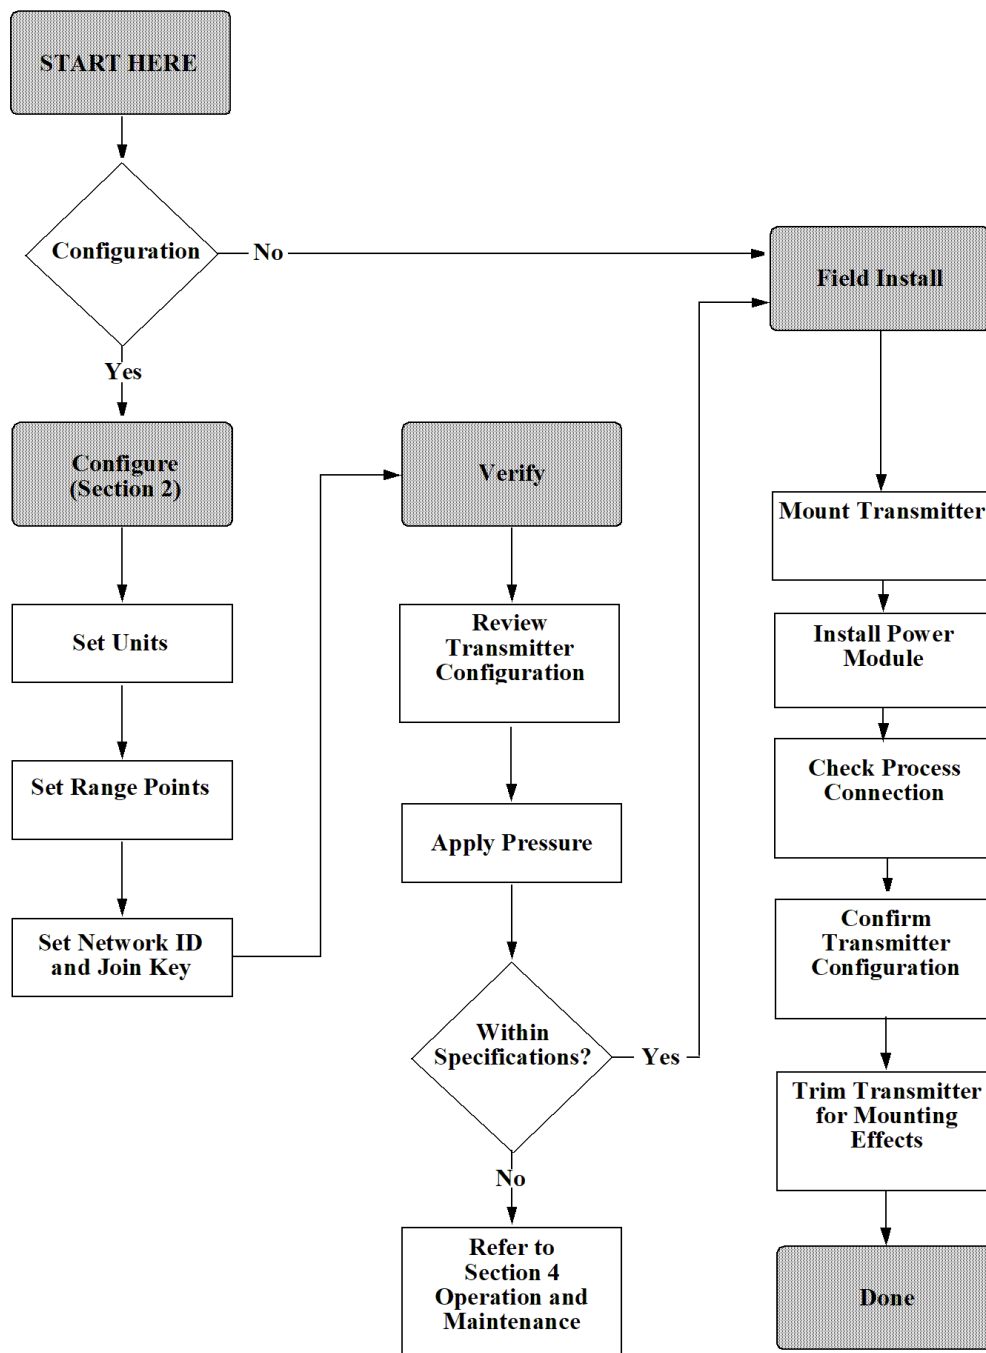 START HERE
Configuration
No
Yes
Configure
(Section 2)
Set Units
Set Range Points
Set Network ID
and Join Key
Verify
Review
Transmitter
Configuration
Apply Pressure
Within
Specifications?
Yes
No
Refer to
Section 4
Operation and
Maintenance
Field Install
Mount Transmitter
Install Power
Module
Check Process
Connection
Confirm
Transmitter
Configuration
Trim Transmitter
for Mounting
Effects
Done